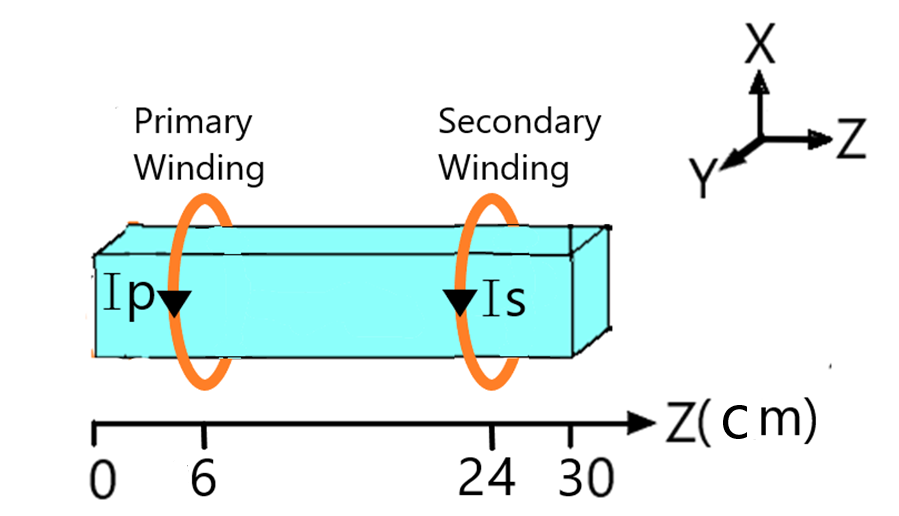 X
Primary
Winding
Secondary
Winding
Z
Y
Ip
Is
Z(cm)
0
6
24
30